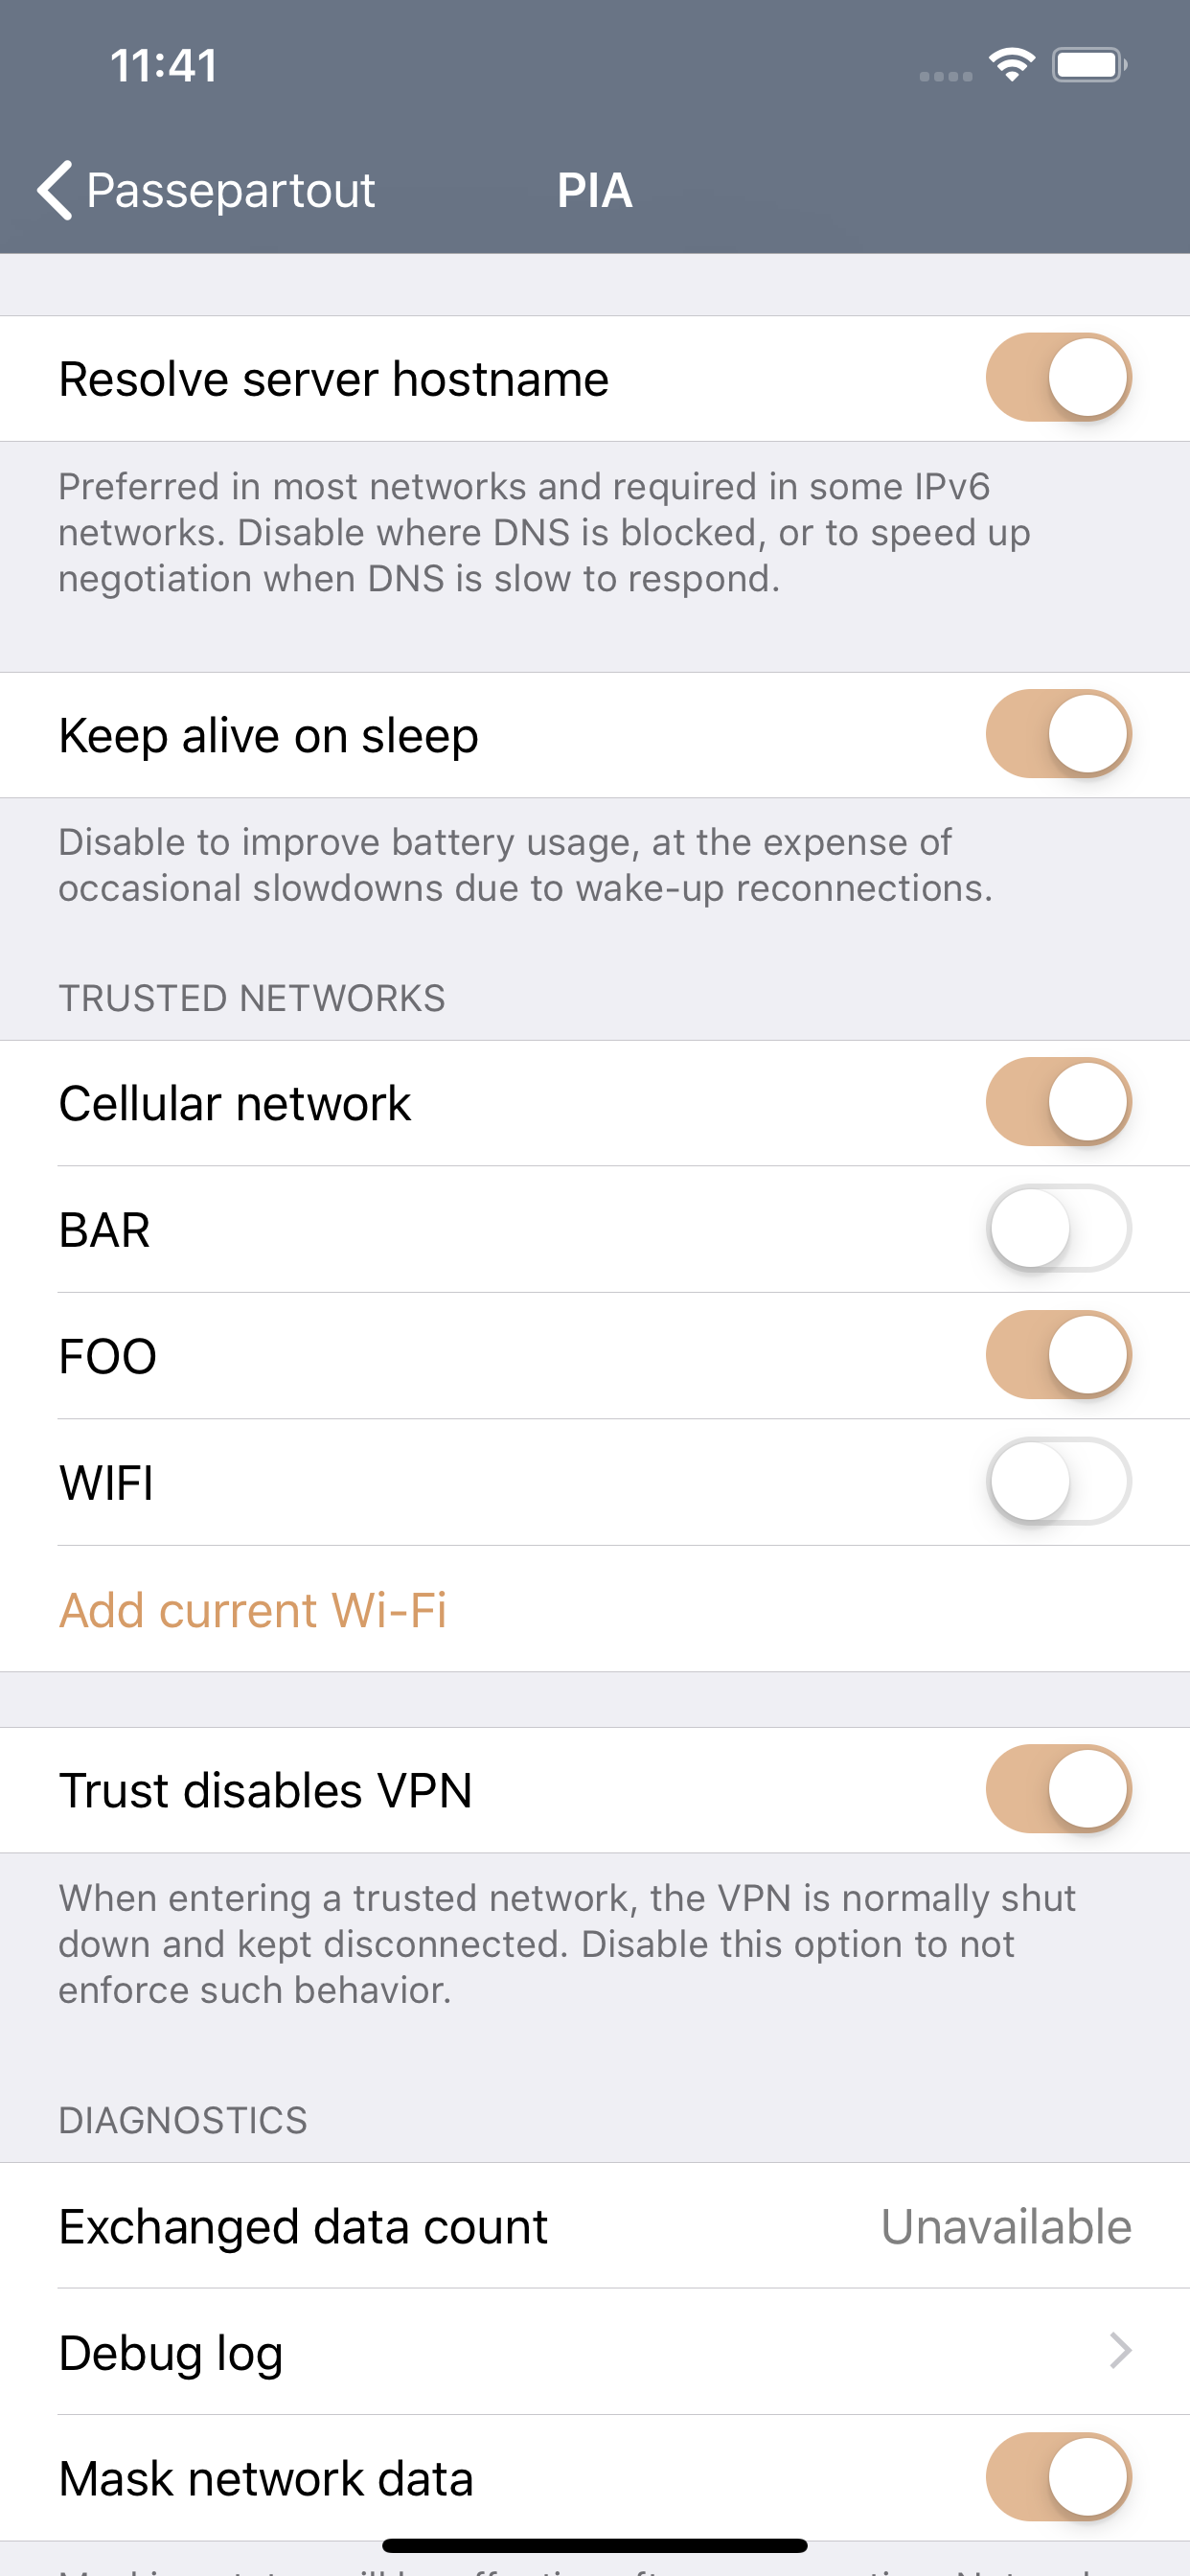 11:41
Passepartout
PIA
Resolve server hostname
Preferred in most networks and required in some IPv6
networks. Disable where DNS is blocked, or to speed up
negotiation when DNS is slow to respond.
Keep alive on sleep
Disable to improve battery usage, at the expense of
occasional slowdowns due to wake-up reconnections.
TRUSTED NETWORKS
Cellular network
BAR
FOO
WIFI
Add current Wi-Fi
Trust disables VPN
When entering a trusted network, the VPN is normally shut
down and kept disconnected. Disable this option to not
enforce such behavior.
DIAGNOSTICS
Exchanged data count
Unavailable
Debug log
Mask network data